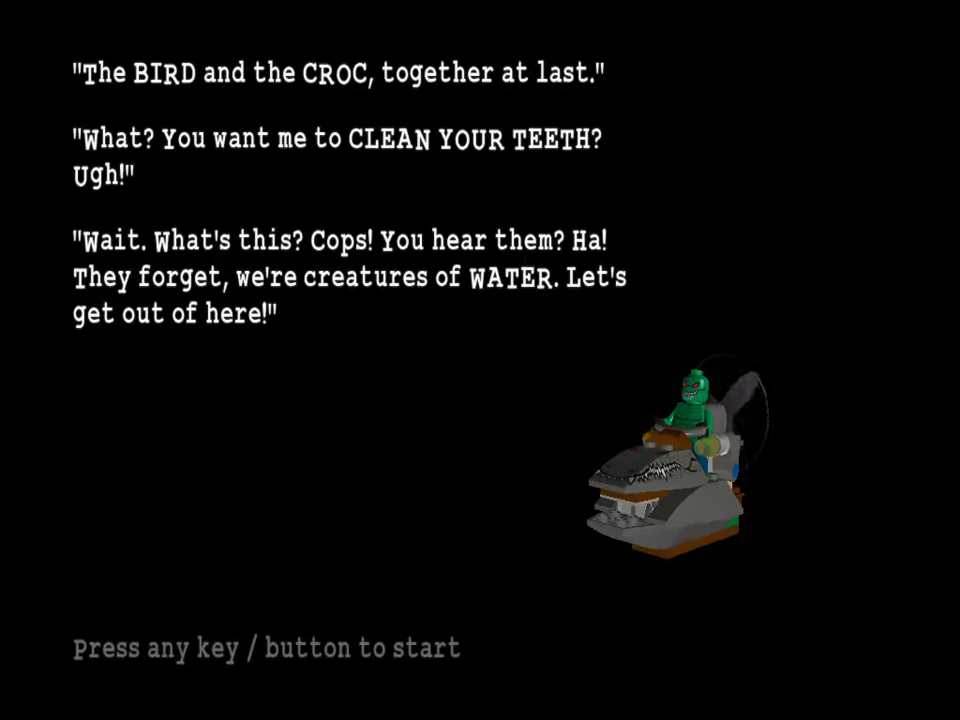 "The BIRD and the CROC, together at last."
"What? You want me to CLEAN YOUR TEETH?
Ugh!"
"Wait. What's this? Cops! You hear them? Ha!
They forget, we're creatures of WATER. Let's
get out of here!"
Press any key / button to start